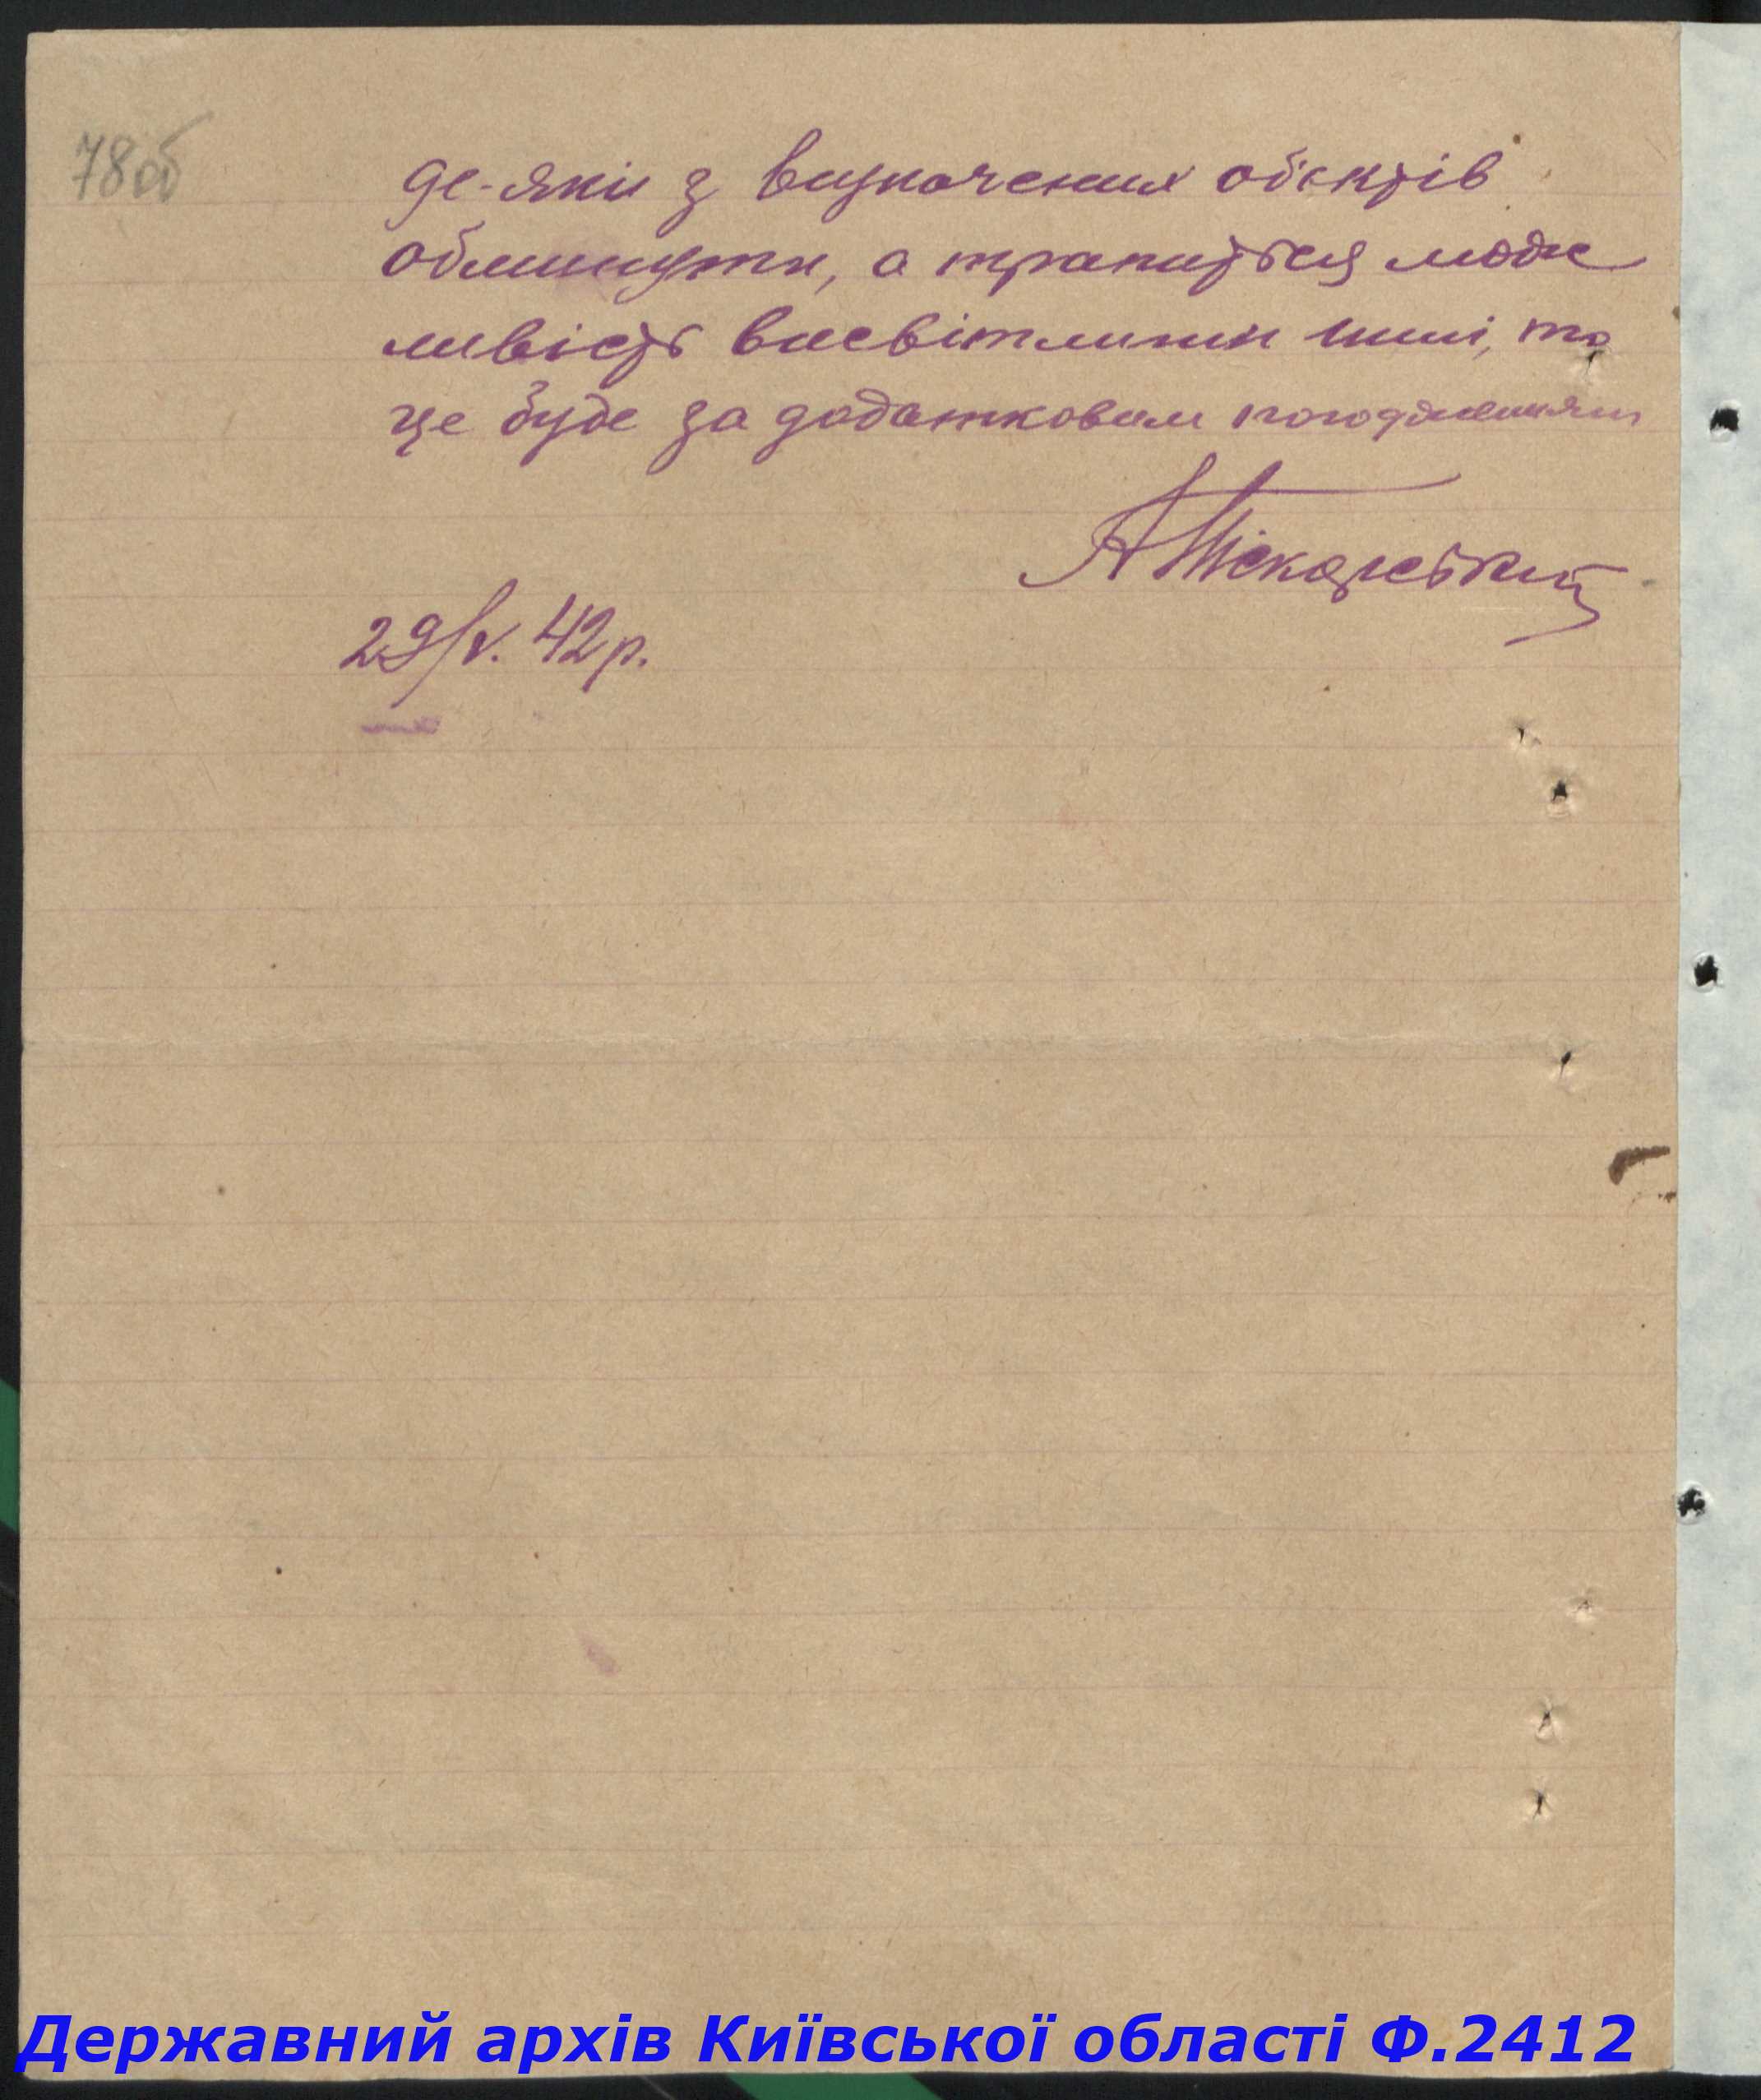 78об
де-які з визначених об'єктів
обминути, а трапиться мож
ливість висвітлити інші, то
це буде за додатковим погодженням
А Піскорський
29/V. 42 р.
Державний архів Київської області Ф.2412